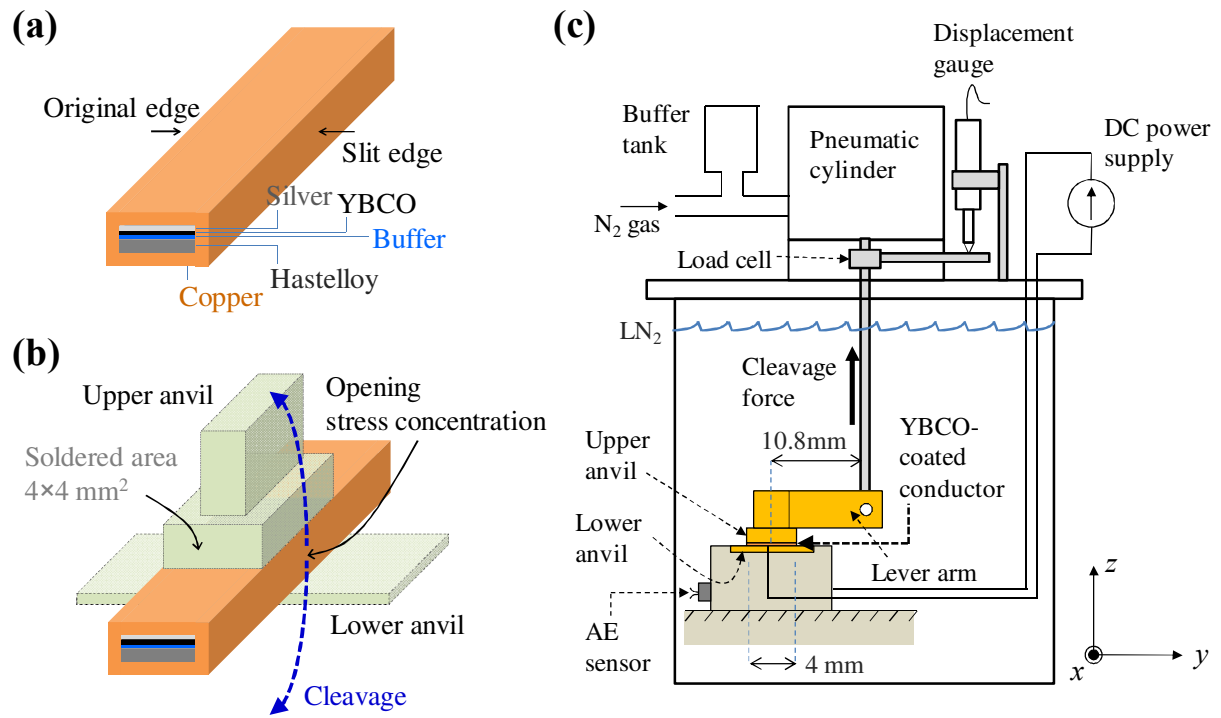 (a)
Original edge
Slit edge
Silver
YBCO
Buffer
Hastelloy
Copper
(b)
Upper anvil
Opening
stress concentration
Soldered area
4×4 mm²
Lower anvil
Cleavage
(c)
Displacement
gauge
Buffer
tank
Pneumatic
cylinder
DC power
supply
N₂ gas
Load cell
LN₂
Cleavage
force
10.8mm
YBCO-
coated
conductor
Upper
anvil
Lower
anvil
Lever arm
AE
sensor
4 mm
z
x
y